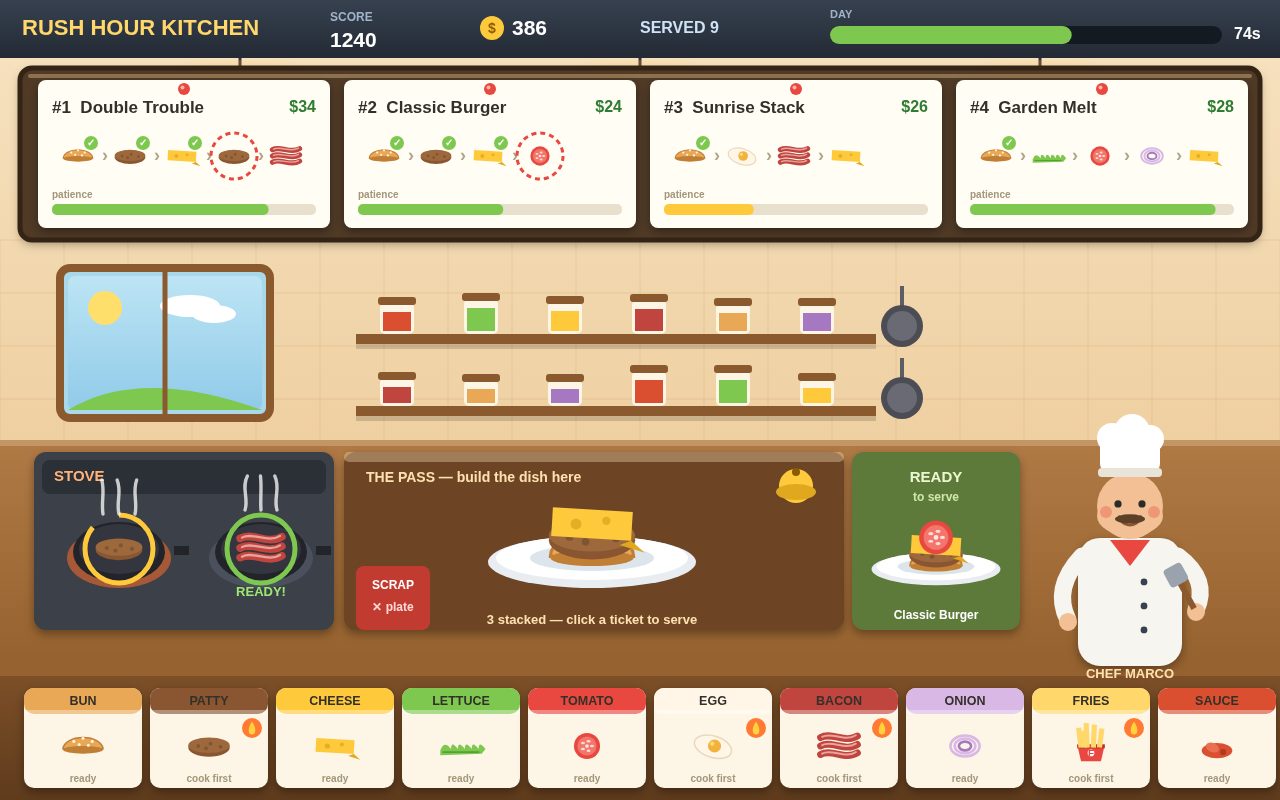 RUSH HOUR KITCHEN
SCORE
1240
$ 386
SERVED 9
DAY
74s
#1 Double Trouble $34
patience
#2 Classic Burger $24
patience
#3 Sunrise Stack $26
patience
#4 Garden Melt $28
patience
STOVE
READY!
THE PASS — build the dish here
SCRAP
✕ plate
3 stacked — click a ticket to serve
READY
to serve
Classic Burger
CHEF MARCO
BUN
ready
PATTY
cook first
CHEESE
ready
LETTUCE
ready
TOMATO
ready
EGG
cook first
BACON
cook first
ONION
ready
FRIES
cook first
SAUCE
ready